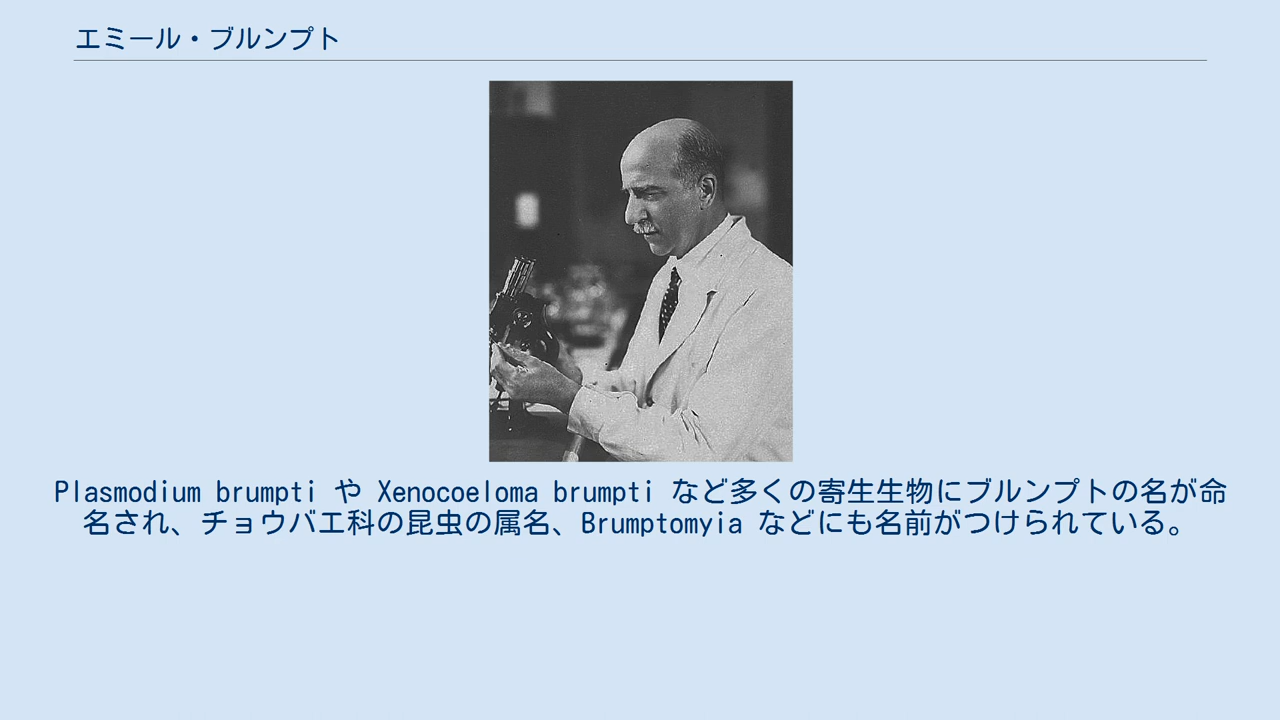 エミール・ブルンプト
Plasmodium brumpti や Xenocoeloma brumpti など多くの寄生生物にブルンプトの名が命
名され、チョウバエ科の昆虫の属名、Brumptomyia などにも名前がつけられている。